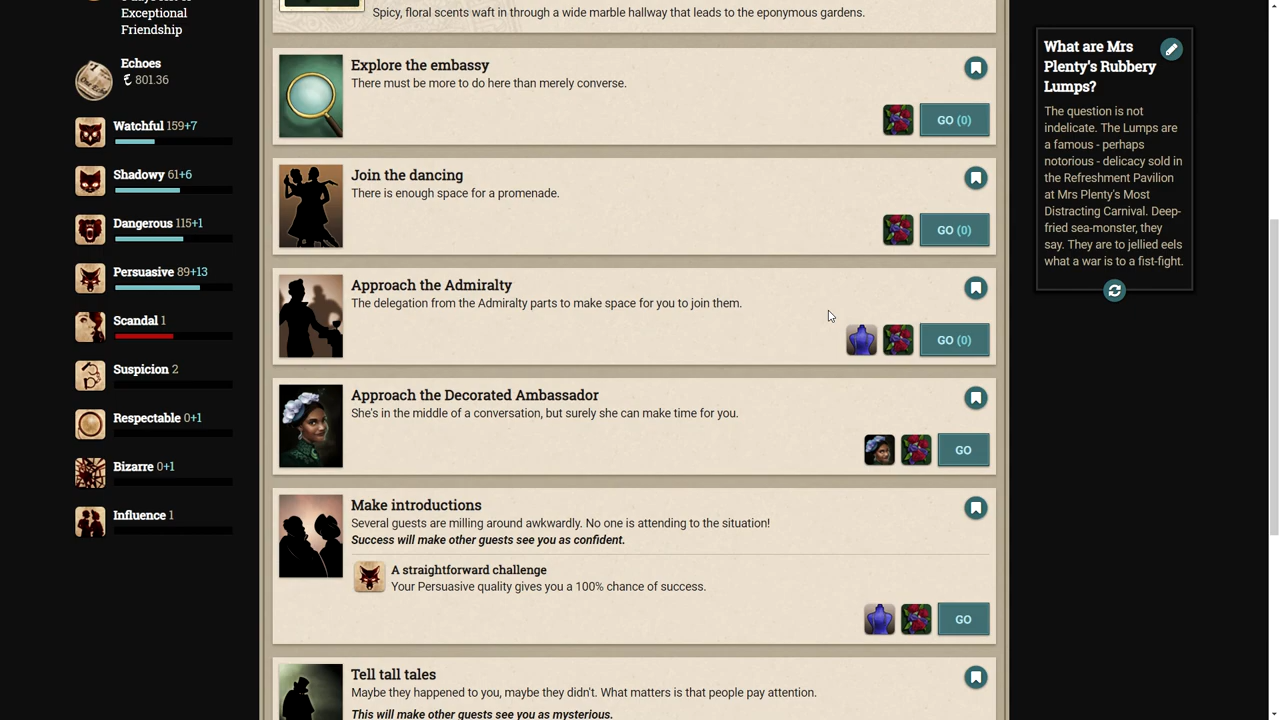 Exceptional
Friendship
Spicy, floral scents waft in through a wide marble hallway that leads to the eponymous gardens.
Echoes
801.36
Watchful 159+7
Shadowy 61+6
Dangerous 115+1
Persuasive 89+13
Scandal 1
Suspicion 2
Respectable 0+1
Bizarre 0+1
Influence 1
Explore the embassy
There must be more to do here than merely converse.
GO (0)
Join the dancing
There is enough space for a promenade.
GO (0)
Approach the Admiralty
The delegation from the Admiralty parts to make space for you to join them.
GO (0)
Approach the Decorated Ambassador
She's in the middle of a conversation, but surely she can make time for you.
GO
Make introductions
Several guests are milling around awkwardly. No one is attending to the situation!
Success will make other guests see you as confident.
A straightforward challenge
Your Persuasive quality gives you a 100% chance of success.
GO
Tell tall tales
Maybe they happened to you, maybe they didn't. What matters is that people pay attention.
This will make other guests see you as mysterious.
What are Mrs
Plenty's Rubbery
Lumps?
The question is not
indelicate. The Lumps are
a famous - perhaps
notorious - delicacy sold in
the Refreshment Pavilion
at Mrs Plenty's Most
Distracting Carnival. Deep-
fried sea-monster, they
say. They are to jellied eels
what a war is to a fist-fight.